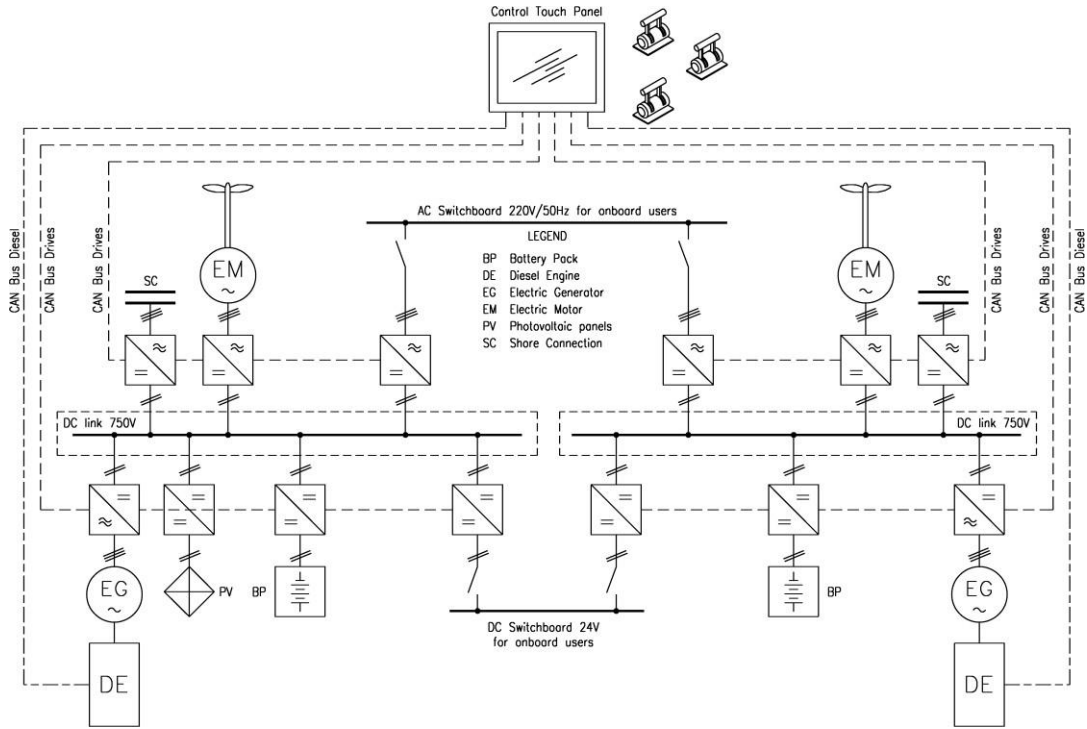 Control Touch Panel
AC Switchboard 220V/50Hz for onboard users
LEGEND
BP Battery Pack
DE Diesel Engine
EG Electric Generator
EM Electric Motor
PV Photovoltaic panels
SC Shore Connection
CAN Bus Diesel
CAN Bus Drives
CAN Bus Drives
SC
EM
~
EM
~
SC
CAN Bus Drives
CAN Bus Drives
CAN Bus Diesel
DC link 750V
DC link 750V
EG
~
PV
BP
BP
EG
~
DC Switchboard 24V
for onboard users
DE
DE